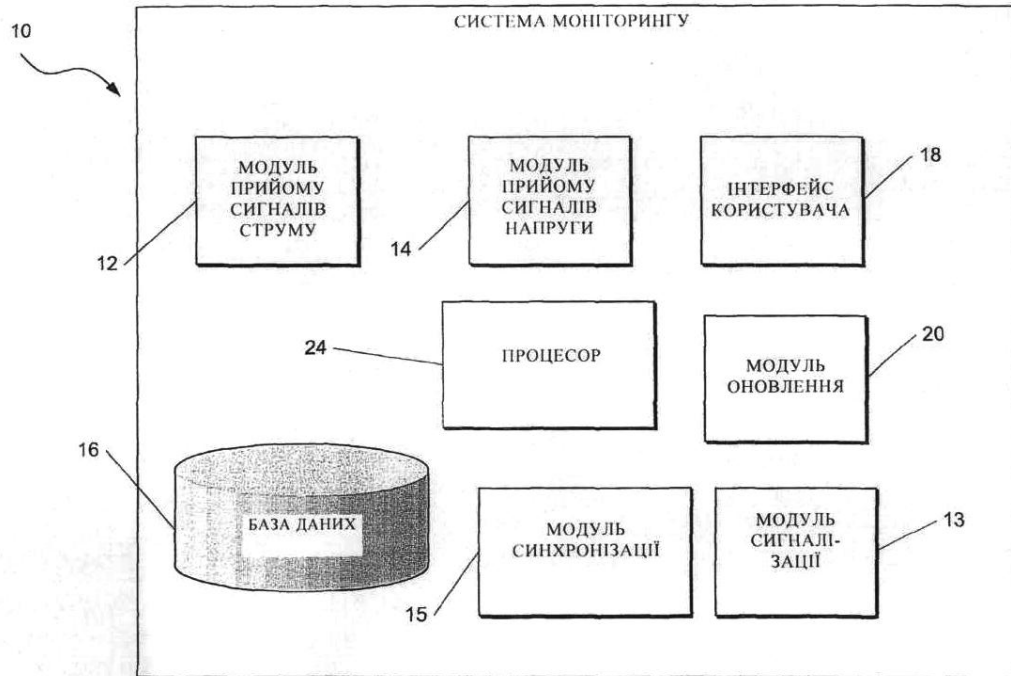 СИСТЕМА МОНІТОРИНГУ
10
МОДУЛЬ
ПРИЙОМУ
СИГНАЛІВ
СТРУМУ
12
МОДУЛЬ
ПРИЙОМУ
СИГНАЛІВ
НАПРУГИ
14
ІНТЕРФЕЙС
КОРИСТУВАЧА
18
ПРОЦЕСОР
24
МОДУЛЬ
ОНОВЛЕННЯ
20
БАЗА ДАНИХ
16
МОДУЛЬ
СИНХРОНІЗАЦІЇ
15
МОДУЛЬ
СИГНАЛІ-
ЗАЦІЇ
13